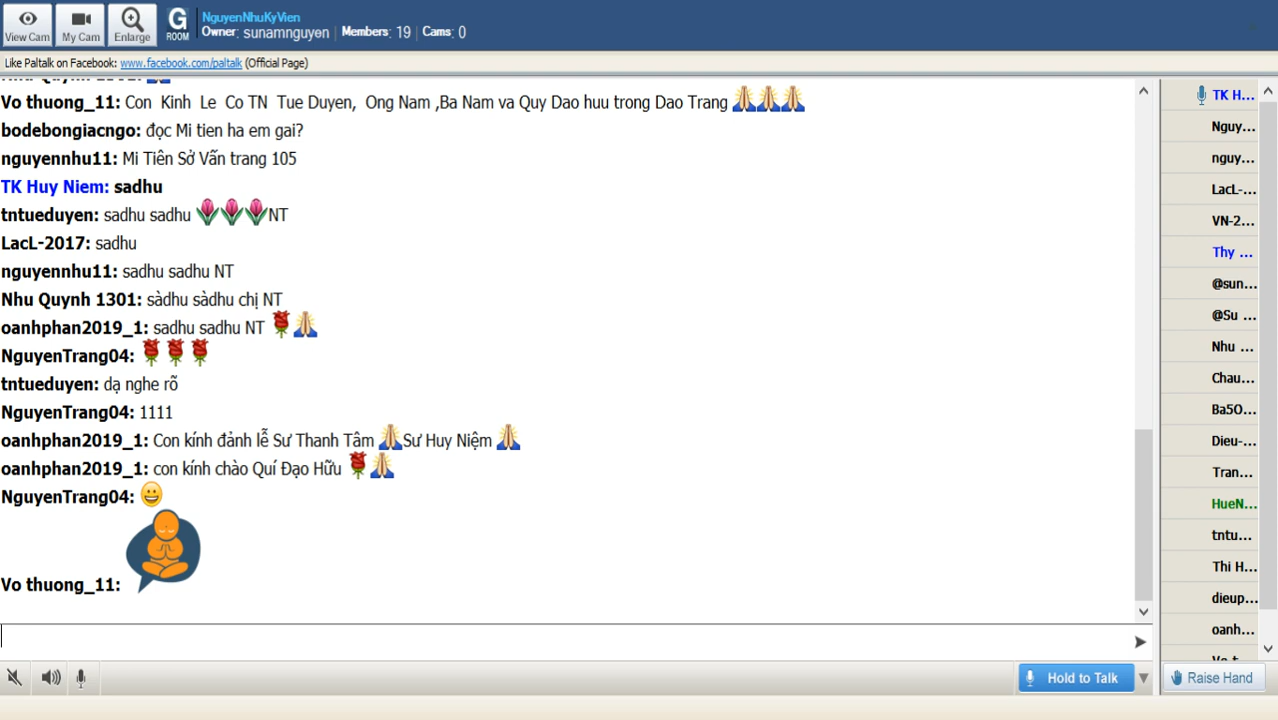 View Cam
My Cam
Enlarge
G
ROOM
NguyenNhuKyVien
Owner: sunamnguyen | Members: 19 | Cams: 0
Like Paltalk on Facebook: www.facebook.com/paltalk (Official Page)
Vo thuong_11: Con Kinh Le Co TN Tue Duyen, Ong Nam ,Ba Nam va Quy Dao huu trong Dao Trang
bodebongiacngo: đọc Mi tien ha em gai?
nguyennhu11: Mi Tiên Sở Vấn trang 105
TK Huy Niem: sadhu
tntueduyen: sadhu sadhu NT
LacL-2017: sadhu
nguyennhu11: sadhu sadhu NT
Nhu Quynh 1301: sàdhu sàdhu chị NT
oanhphan2019_1: sadhu sadhu NT
NguyenTrang04:
tntueduyen: dạ nghe rõ
NguyenTrang04: 1111
oanhphan2019_1: Con kính đảnh lễ Sư Thanh Tâm Sư Huy Niệm
oanhphan2019_1: con kính chào Quí Đạo Hữu
NguyenTrang04:
Vo thuong_11:
TK H...
Nguy...
nguy...
LacL-...
VN-2...
Thy ...
@sun...
@Su ...
Nhu ...
Chau...
Ba5O...
Dieu-...
Tran...
HueN...
tntu...
Thi H...
dieup...
oanh...
Hold to Talk
Raise Hand